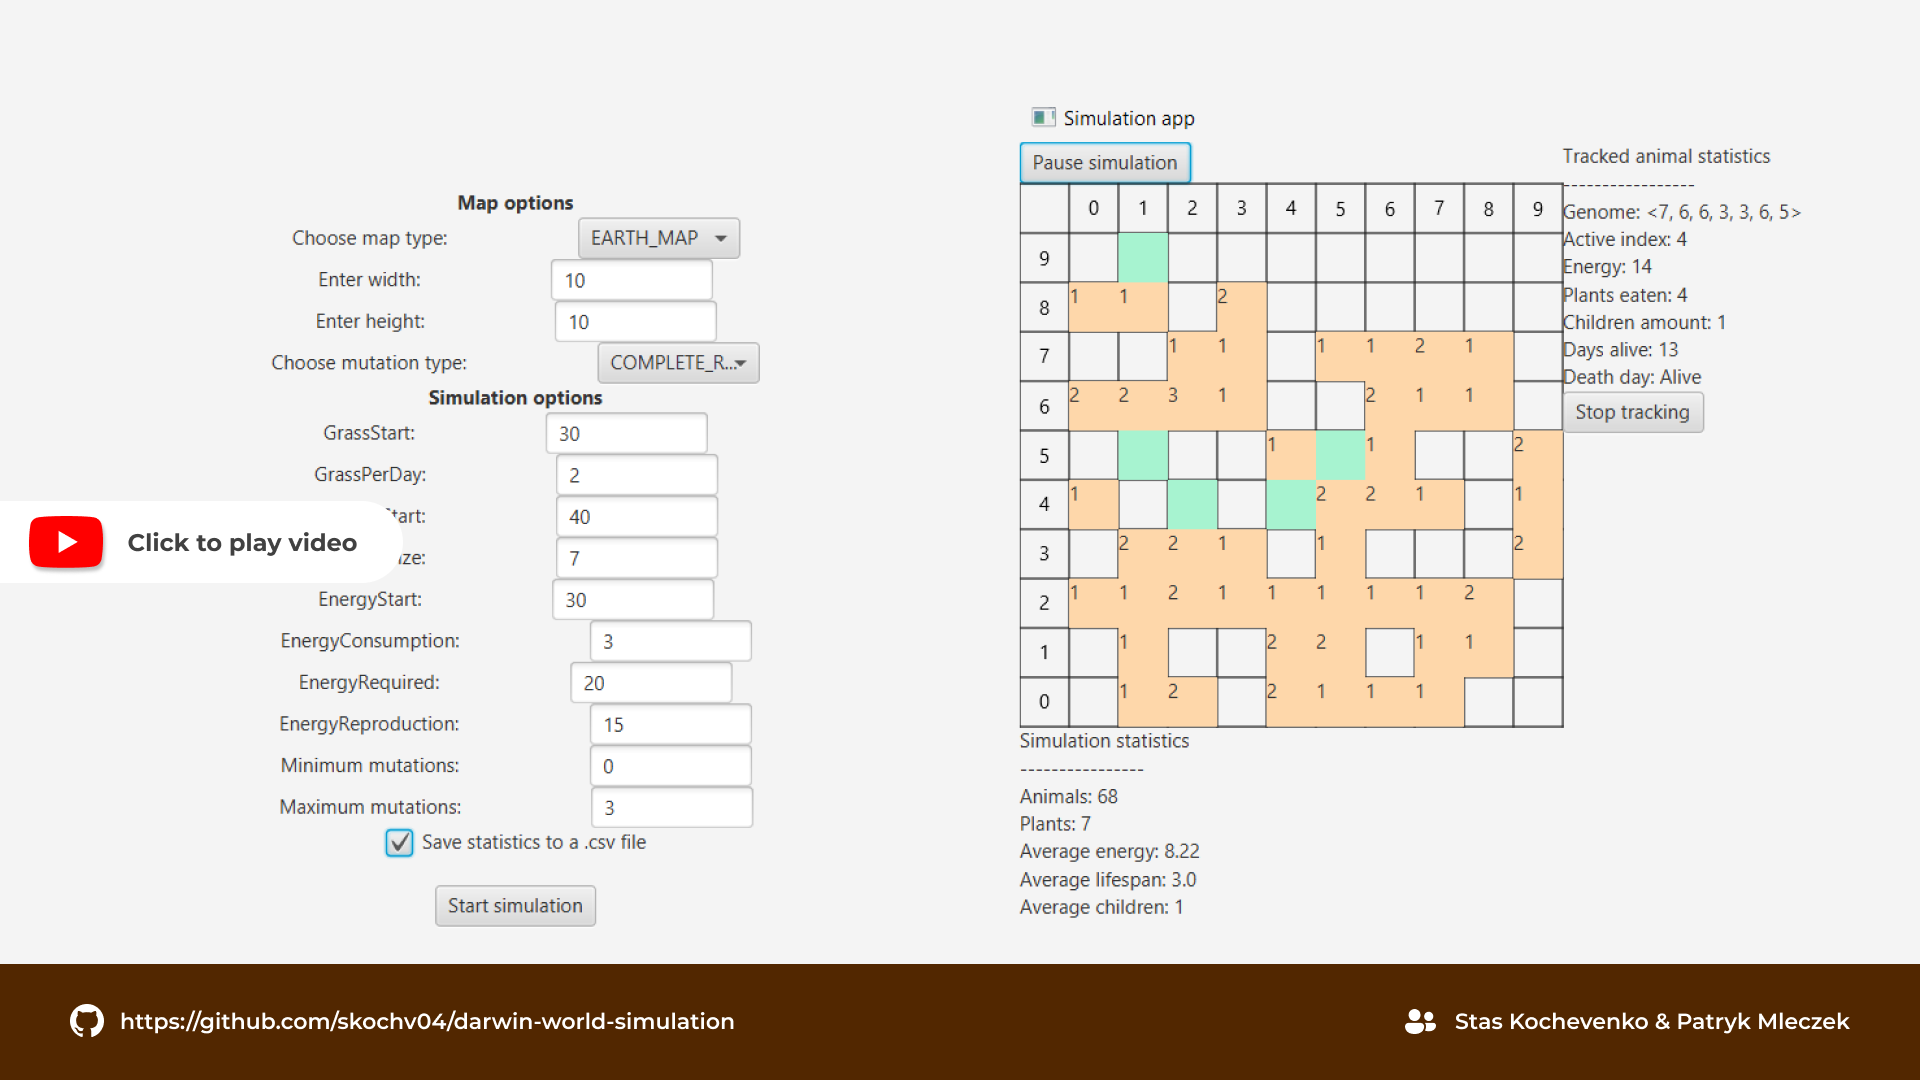 Map options
Choose map type: EARTH_MAP
Enter width: 10
Enter height: 10
Choose mutation type: COMPLETE_R...
Simulation options
GrassStart: 30
GrassPerDay: 2
tart: 40
Click to play video
ze: 7
EnergyStart: 30
EnergyConsumption: 3
EnergyRequired: 20
EnergyReproduction: 15
Minimum mutations: 0
Maximum mutations: 3
Save statistics to a .csv file
Start simulation
Simulation app
Pause simulation
0 1 2 3 4 5 6 7 8 9
9
8 1 1 2
7 1 1 1 1 2 1
6 2 2 3 1 2 1 1
5 1 1 2
4 1 2 2 1 1
3 2 2 1 1 2
2 1 1 2 1 1 1 1 1 2
1 1 2 2 1 1
0 1 2 2 1 1 1
Simulation statistics
----------------
Animals: 68
Plants: 7
Average energy: 8.22
Average lifespan: 3.0
Average children: 1
Tracked animal statistics
-----------------
Genome: <7, 6, 6, 3, 3, 6, 5>
Active index: 4
Energy: 14
Plants eaten: 4
Children amount: 1
Days alive: 13
Death day: Alive
Stop tracking
https://github.com/skochv04/darwin-world-simulation
Stas Kochevenko & Patryk Mleczek